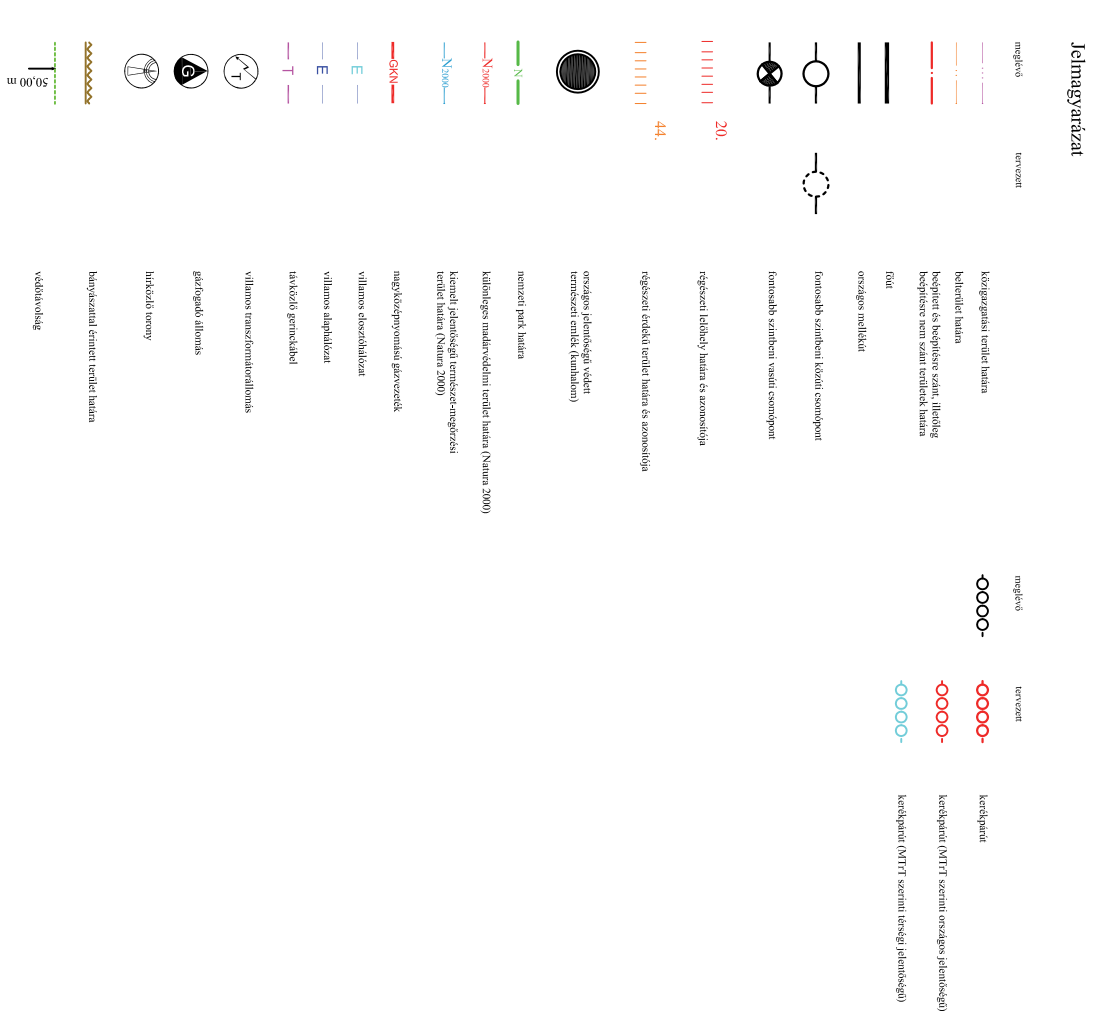 Jelmagyarázat
meglévő
tervezett
közigazgatási terület határa
belterület határa
beépített és beépítésre szánt, illetőleg
beépítésre nem szánt területek határa
főút
országos mellékút
fontosabb szintbeni közúti csomópont
fontosabb szintbeni vasúti csomópont
20.
régészeti lelőhely határa és azonosítója
44.
régészeti érdekű terület határa és azonosítója
országos jelentőségű védett
természeti emlék (kunhalom)
N
nemzeti park határa
N2000
különleges madárvédelmi terület határa (Natura 2000)
N2000
kiemelt jelentőségű természet-megőrzési
terület határa (Natura 2000)
GKN
nagyközépnyomású gázvezeték
E
villamos elosztóhálózat
E
villamos alaphálózat
T
távközlő gerinckábel
T
villamos transzformátorállomás
G
gázfogadó állomás
hírközlő torony
bányászattal érintett terület határa
50,00 m
védőtávolság
meglévő
tervezett
kerékpárút
kerékpárút (MTrT szerinti országos jelentőségű)
kerékpárút (MTrT szerinti térségi jelentőségű)